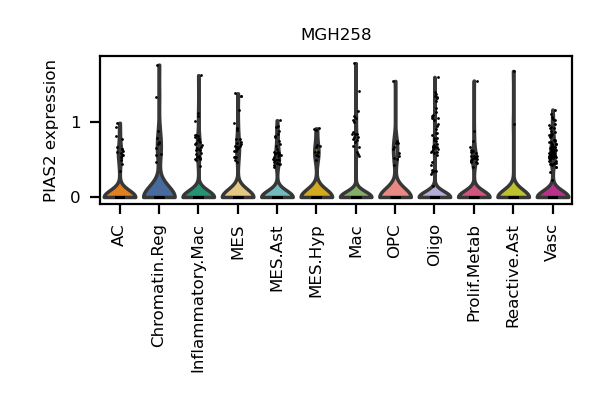 MGH258
PIAS2 expression
1
0
AC
Chromatin.Reg
Inflammatory.Mac
MES
MES.Ast
MES.Hyp
Mac
OPC
Oligo
Prolif.Metab
Reactive.Ast
Vasc